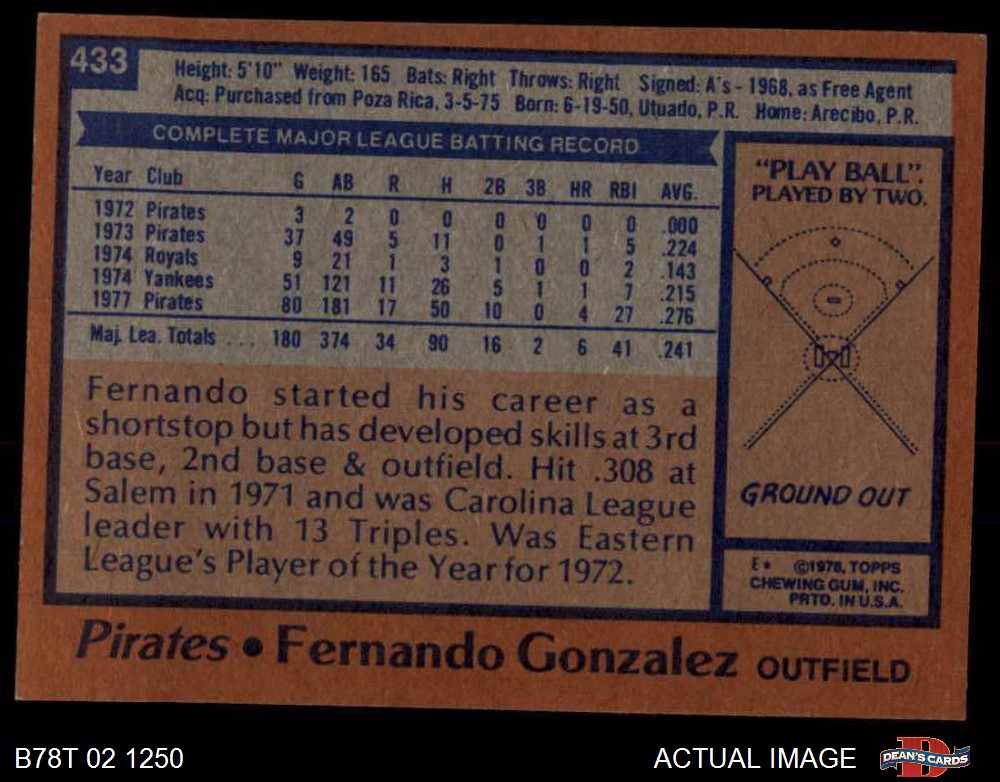 433
Height: 5'10" Weight: 165 Bats: Right Throws: Right Signed: A's - 1968, as Free Agent
Acq: Purchased from Poza Rica, 3-5-75 Born: 6-19-50, Utuado, P.R. Home: Arecibo, P.R.
COMPLETE MAJOR LEAGUE BATTING RECORD
Year Club G AB R H 2B 3B HR RBI AVG.
1972 Pirates 3 2 0 0 0 0 0 0 .000
1973 Pirates 37 49 5 11 0 1 1 5 .224
1974 Royals 9 21 1 3 1 0 0 2 .143
1974 Yankees 51 121 11 26 5 1 1 7 .215
1977 Pirates 80 181 17 50 10 0 4 27 .276
Maj. Lea. Totals ... 180 374 34 90 16 2 6 41 .241
Fernando started his career as a
shortstop but has developed skills at 3rd
base, 2nd base & outfield. Hit .308 at
Salem in 1971 and was Carolina League
leader with 13 Triples. Was Eastern
League's Player of the Year for 1972.
"PLAY BALL".
PLAYED BY TWO.
GROUND OUT
E* ©1978, TOPPS
CHEWING GUM, INC.
PRTD. IN U.S.A.
Pirates • Fernando Gonzalez OUTFIELD
B78T 02 1250
ACTUAL IMAGE
D
DEAN'S CARDS